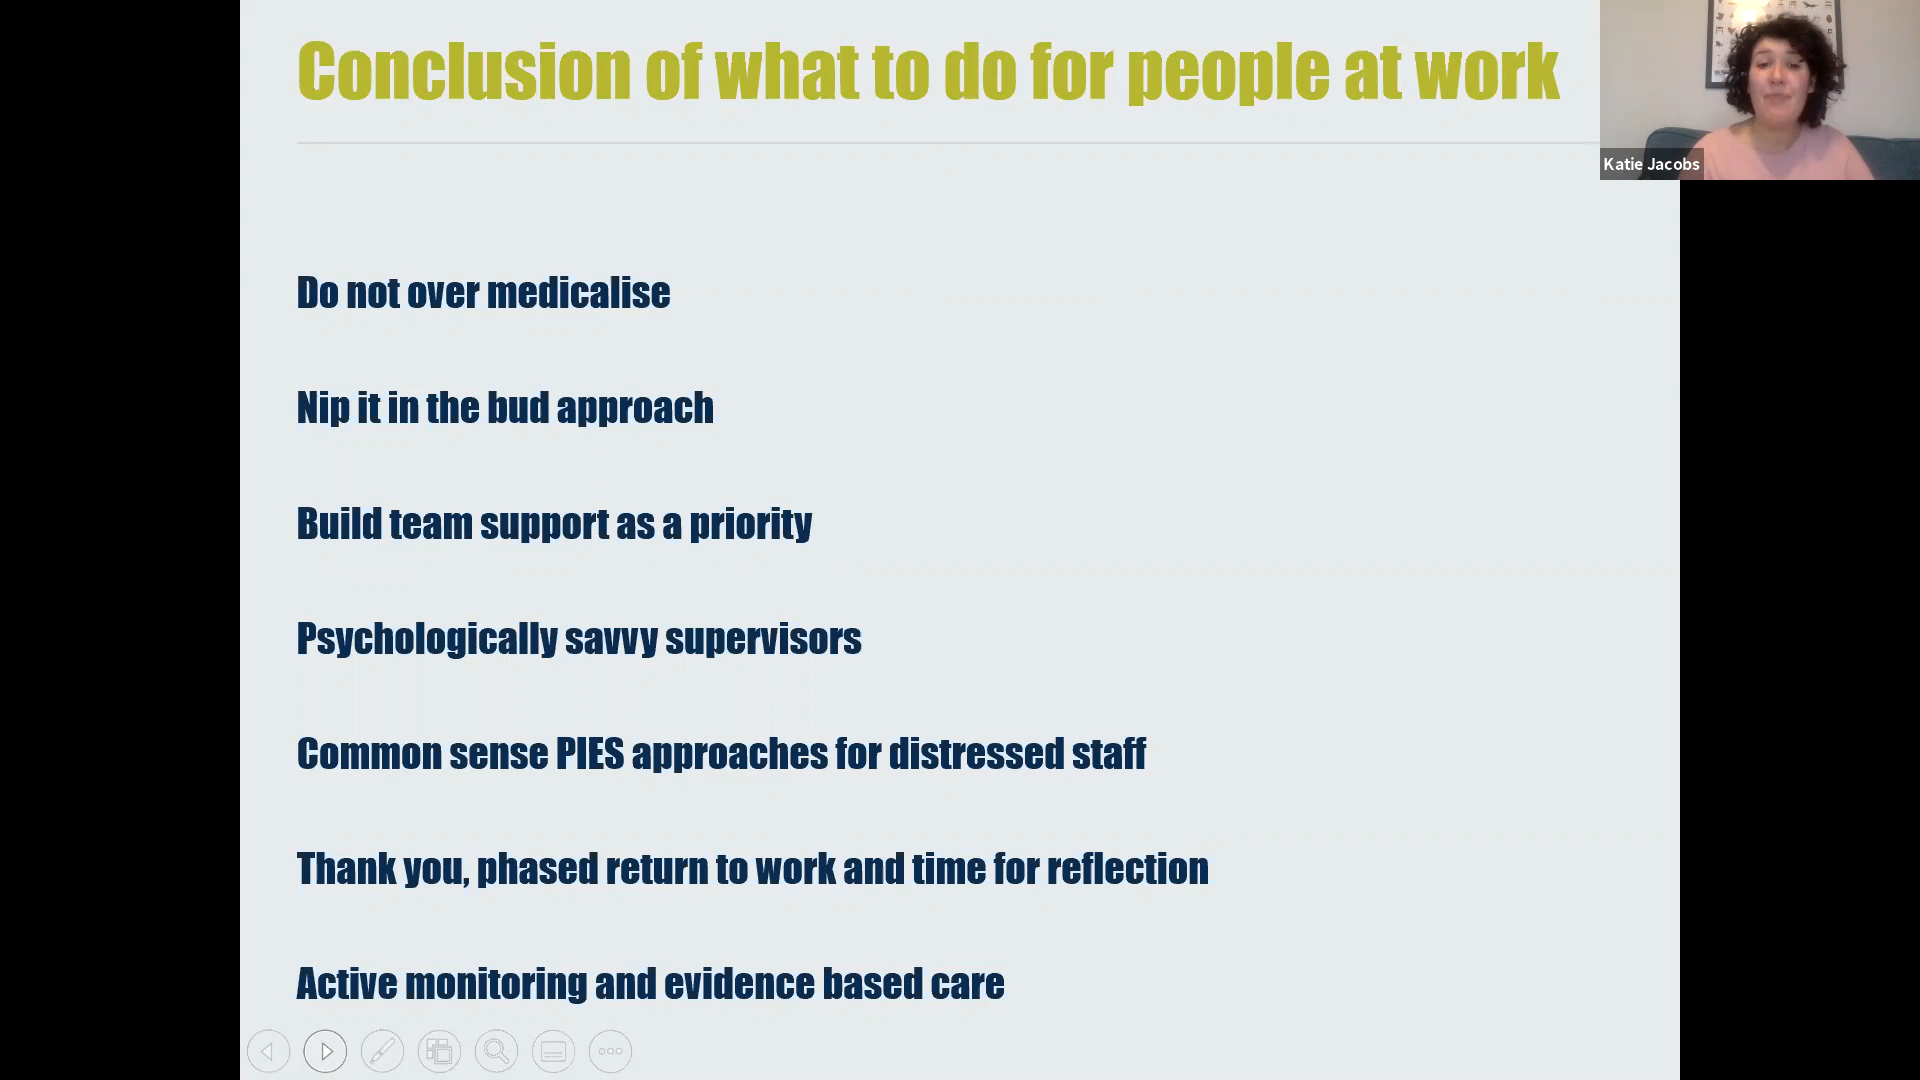 Conclusion of what to do for people at work
Katie Jacobs
Do not over medicalise
Nip it in the bud approach
Build team support as a priority
Psychologically savvy supervisors
Common sense PIES approaches for distressed staff
Thank you, phased return to work and time for reflection
Active monitoring and evidence based care